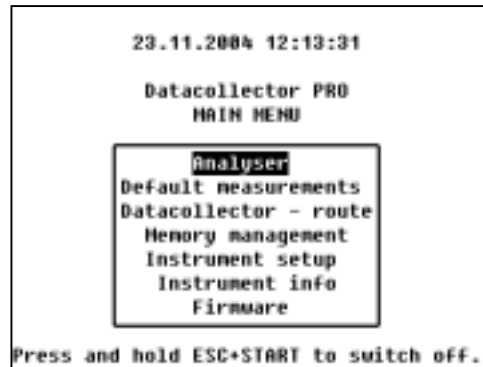 23.11.2004 12:13:31
Datacollector PRO
MAIN MENU
Analyser
Default measurements
Datacollector - route
Memory management
Instrument setup
Instrument info
Firmware
Press and hold ESC+START to switch off.